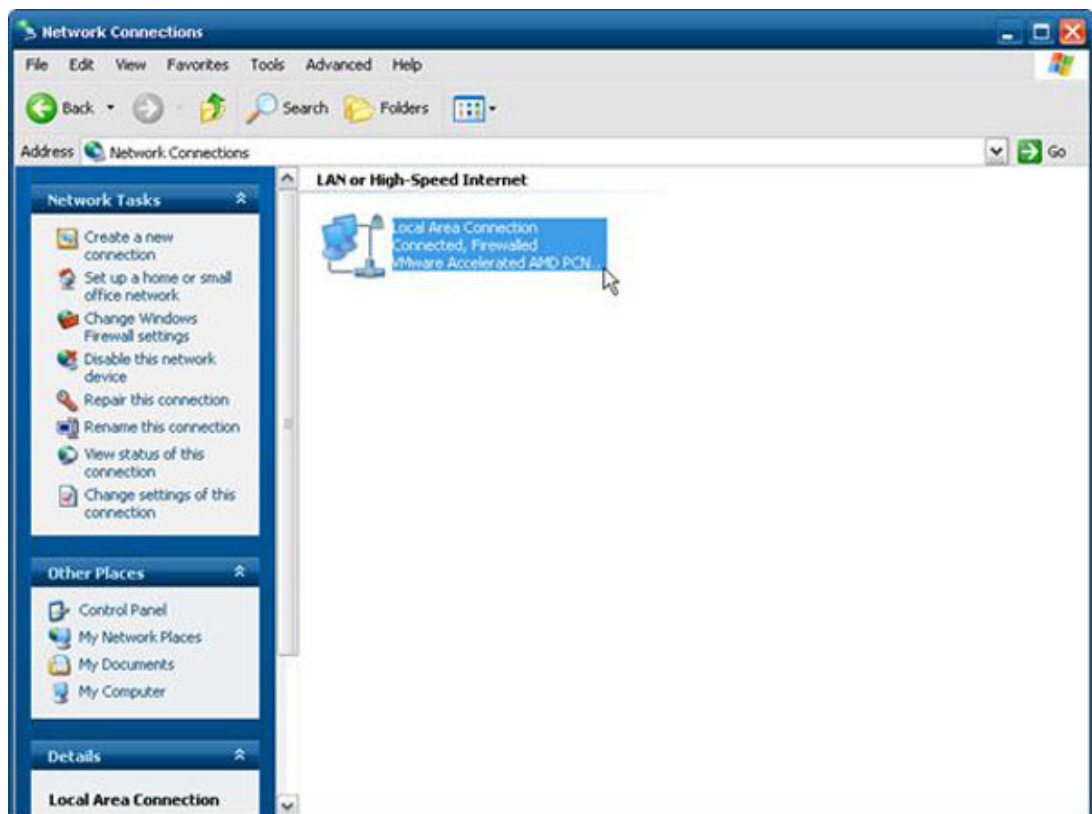 Network Connections
File Edit View Favorites Tools Advanced Help
Back Search Folders
Address Network Connections Go
Network Tasks
Create a new
connection
Set up a home or small
office network
Change Windows
Firewall settings
Disable this network
device
Repair this connection
Rename this connection
View status of this
connection
Change settings of this
connection
Other Places
Control Panel
My Network Places
My Documents
My Computer
Details
Local Area Connection
LAN or High-Speed Internet
Local Area Connection
Connected, Firewalled
VMware Accelerated AMD PCN...